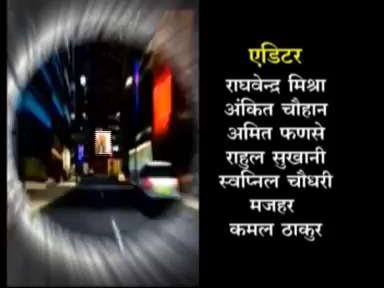 एडिटर
राघवेन्द्र मिश्रा
अंकित चौहान
अमित फणसे
राहुल सुखानी
स्वप्निल चौधरी
मजहर
कमल ठाकुर